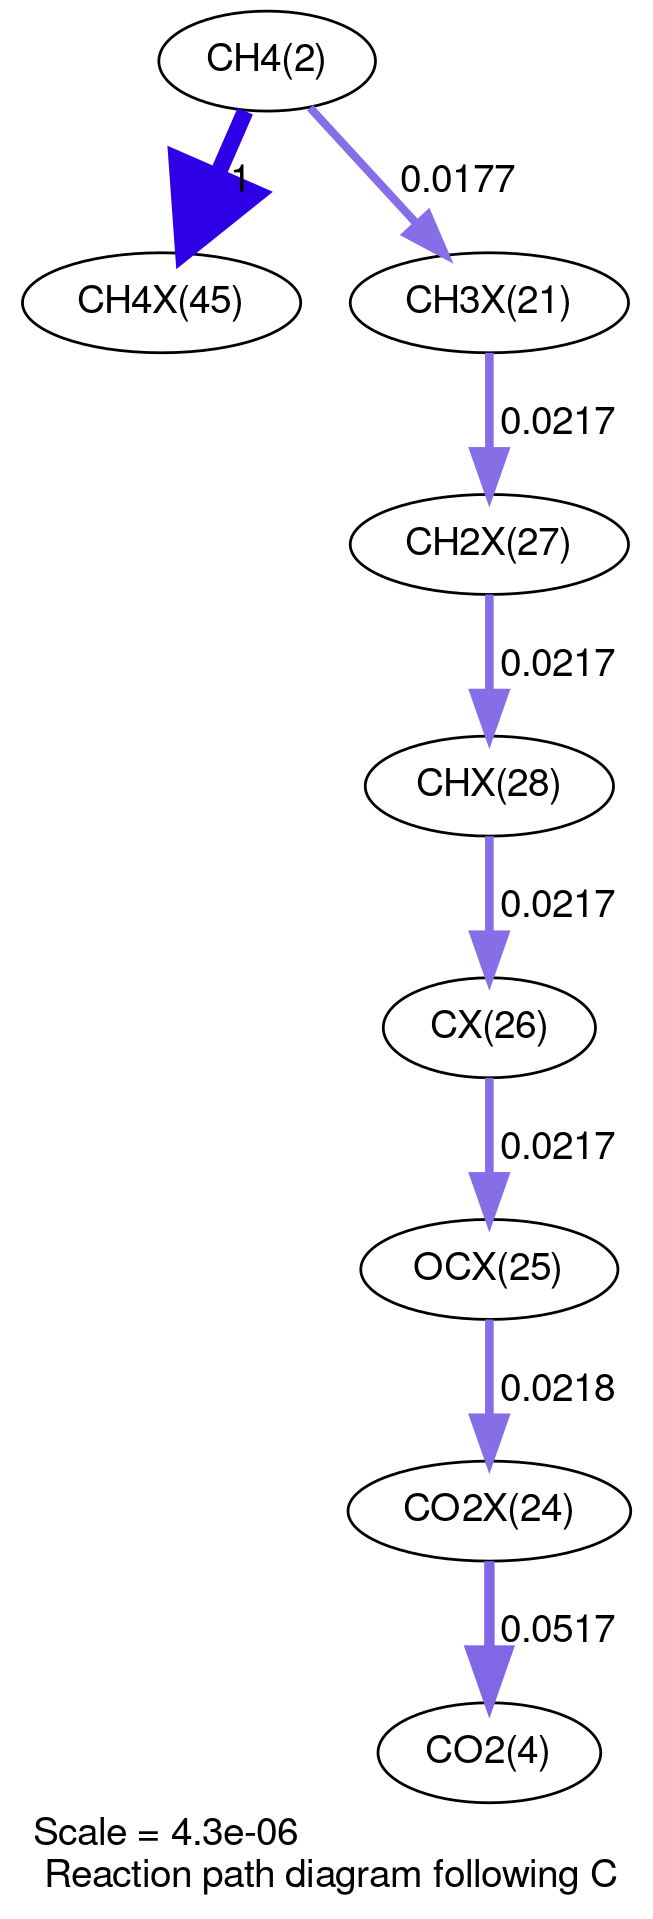 CH4(2)
1
0.0177
CH4X(45)
CH3X(21)
0.0217
CH2X(27)
0.0217
CHX(28)
0.0217
CX(26)
0.0217
OCX(25)
0.0218
CO2X(24)
0.0517
CO2(4)
Scale = 4.3e-06
Reaction path diagram following C